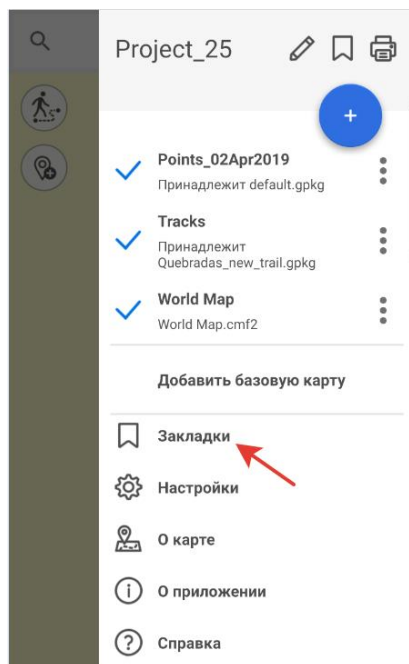 Project_25
+
Points_02Apr2019
Принадлежит default.gpkg
Tracks
Принадлежит
Quebradas_new_trail.gpkg
World Map
World Map.cmf2
Добавить базовую карту
Закладки
Настройки
О карте
О приложении
Справка